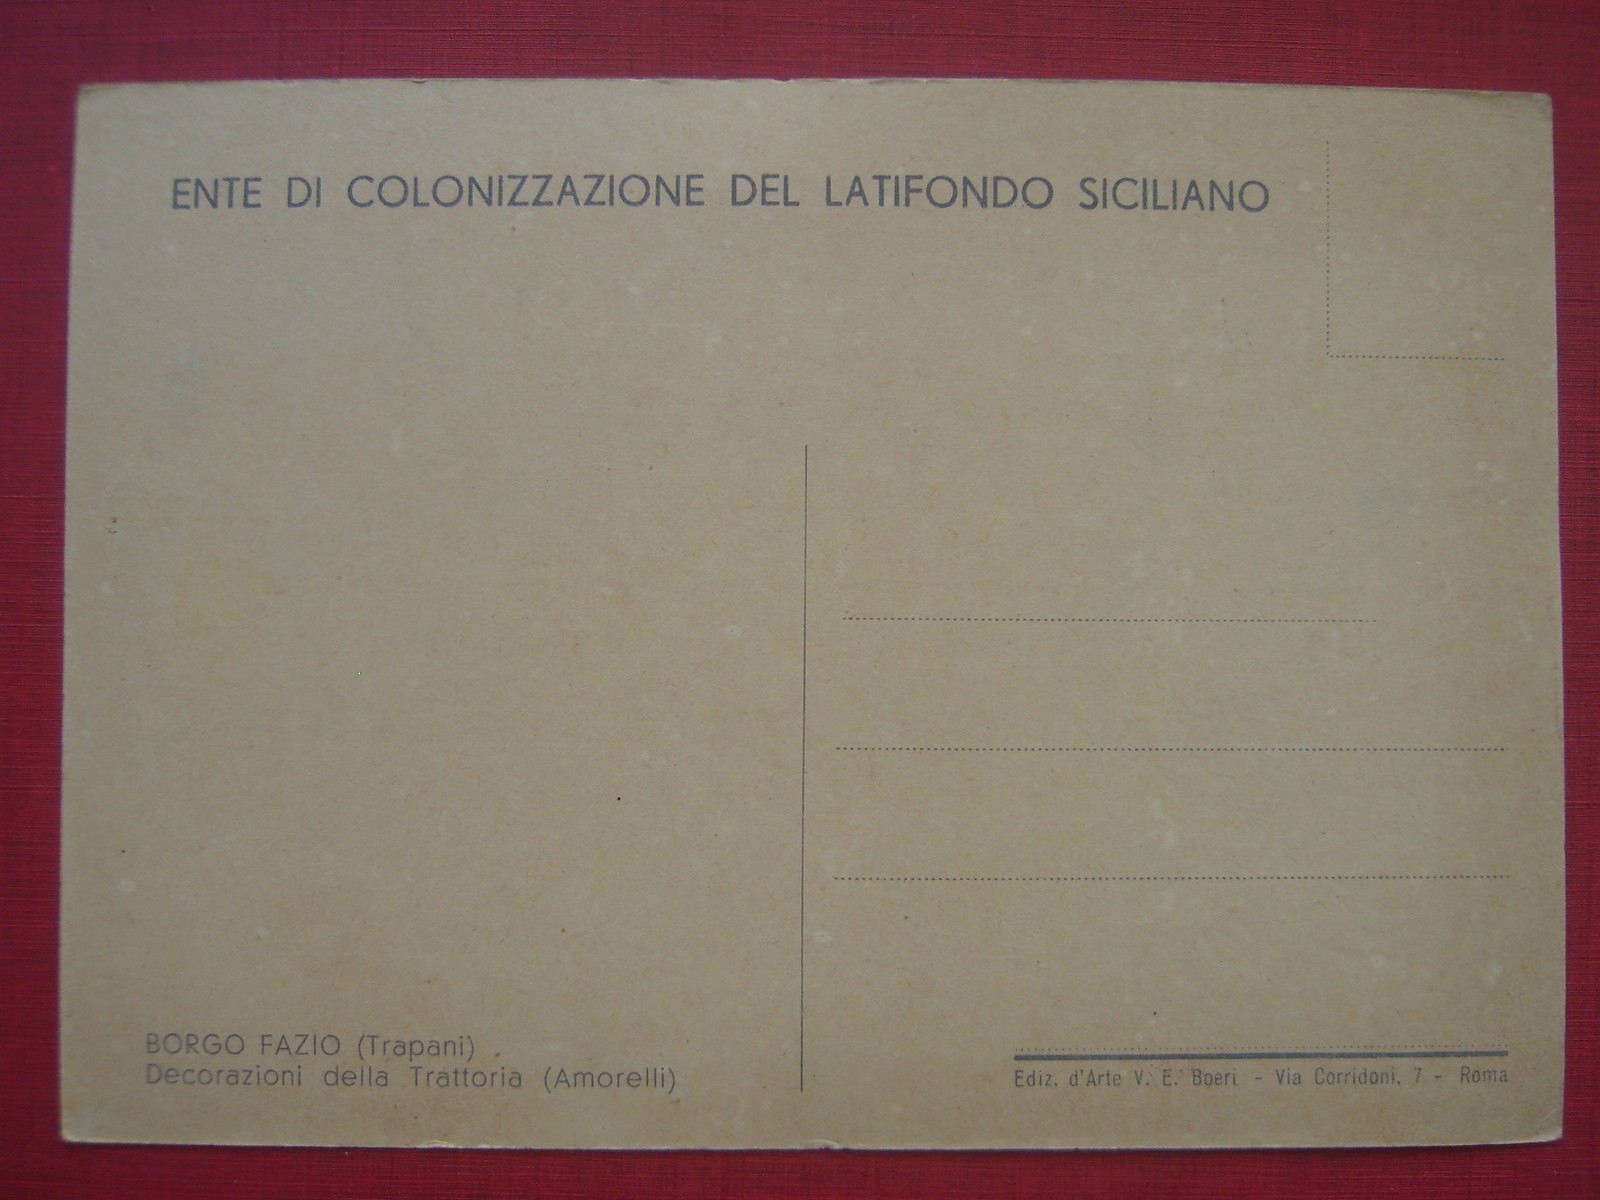 ENTE DI COLONIZZAZIONE DEL LATIFONDO SICILIANO
BORGO FAZIO (Trapani)
Decorazioni della Trattoria (Amorelli)
Ediz. d'Arte V. E. Boeri - Via Corridoni, 7 - Roma